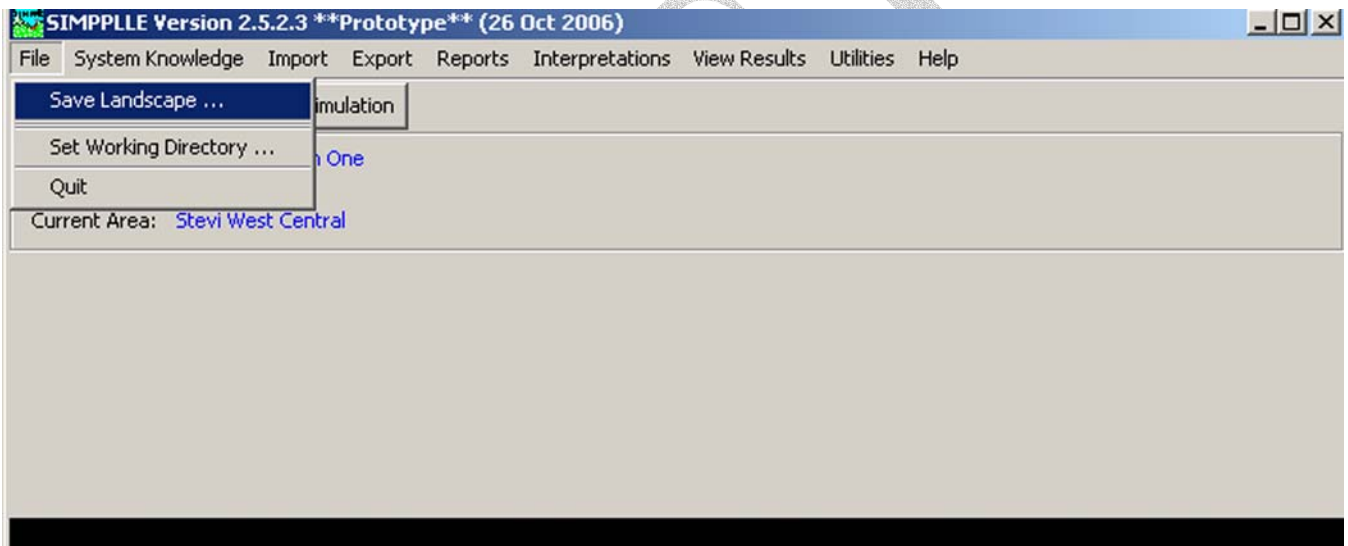 SIMPPLLE Version 2.5.2.3 **Prototype** (26 Oct 2006)
File System Knowledge Import Export Reports Interpretations View Results Utilities Help
Save Landscape ...
imulation
Set Working Directory ...
n One
Quit
Current Area: Stevi West Central